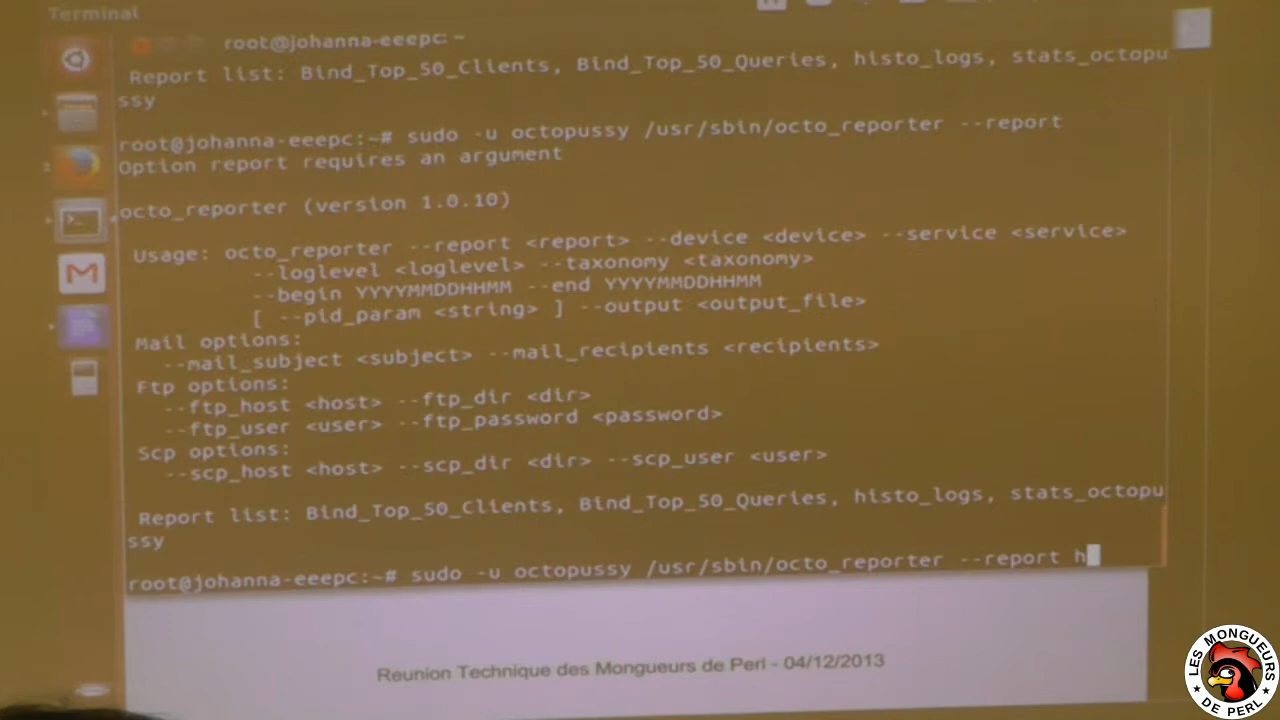 Terminal
root@johanna-eeepc: ~
Report list: Bind_Top_50_Clients, Bind_Top_50_Queries, histo_logs, stats_octopu
ssy
root@johanna-eeepc:~# sudo -u octopussy /usr/sbin/octo_reporter --report
Option report requires an argument
octo_reporter (version 1.0.10)
Usage: octo_reporter --report <report> --device <device> --service <service>
--loglevel <loglevel> --taxonomy <taxonomy>
--begin YYYYMMDDHHMM --end YYYYMMDDHHMM
[ --pid_param <string> ] --output <output_file>
Mail options:
--mail_subject <subject> --mail_recipients <recipients>
Ftp options:
--ftp_host <host> --ftp_dir <dir>
--ftp_user <user> --ftp_password <password>
Scp options:
--scp_host <host> --scp_dir <dir> --scp_user <user>
Report list: Bind_Top_50_Clients, Bind_Top_50_Queries, histo_logs, stats_octopu
ssy
root@johanna-eeepc:~# sudo -u octopussy /usr/sbin/octo_reporter --report h
Réunion Technique des Mongueurs de Perl - 04/12/2013
LES MONGUEURS
DE PERL